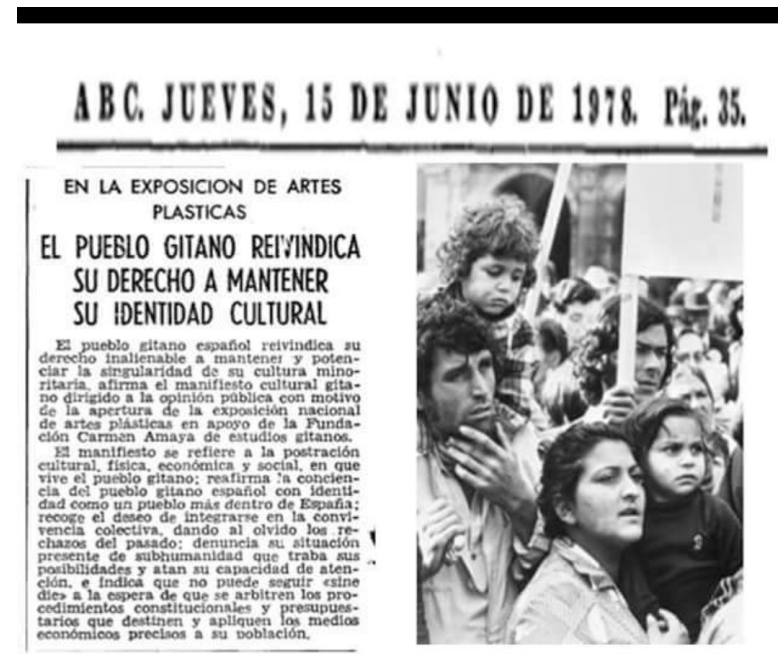 ABC. JUEVES, 15 DE JUNIO DE 1978. Pág. 35.
EN LA EXPOSICION DE ARTES
PLASTICAS
EL PUEBLO GITANO REIVINDICA
SU DERECHO A MANTENER
SU IDENTIDAD CULTURAL
El pueblo gitano español reivindica su
derecho inalienable a mantener y poten-
ciar la singularidad de su cultura mino-
ritaria, afirma el manifiesto cultural gita-
no dirigido a la opinión pública con motivo
de la apertura de la exposición nacional
de artes plásticas en apoyo de la Funda-
ción Carmen Amaya de estudios gitanos.
El manifiesto se refiere a la postración
cultural, física, económica y social, en que
vive el pueblo gitano; reafirma la concien-
cia del pueblo gitano español con identi-
dad como un pueblo más dentro de España;
recoge el deseo de integrarse en la convi-
vencia colectiva, dando al olvido los re-
chazos del pasado; denuncia su situación
presente de subhumanidad que traba sus
posibilidades y atan su capacidad de aten-
ción, e indica que no puede seguir «sine
die» a la espera de que se arbitren los pro-
cedimientos constitucionales y presupues-
tarios que destinen y apliquen los medios
económicos precisos a su población.